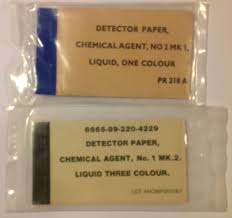 DETECTOR PAPER,
CHEMICAL AGENT, NO 2 MK 1,
LIQUID, ONE COLOUR
PR 218 A
6665-99-220-4229
DETECTOR PAPER,
CHEMICAL AGENT, No. 1 MK.2.
LIQUID THREE COLOUR.